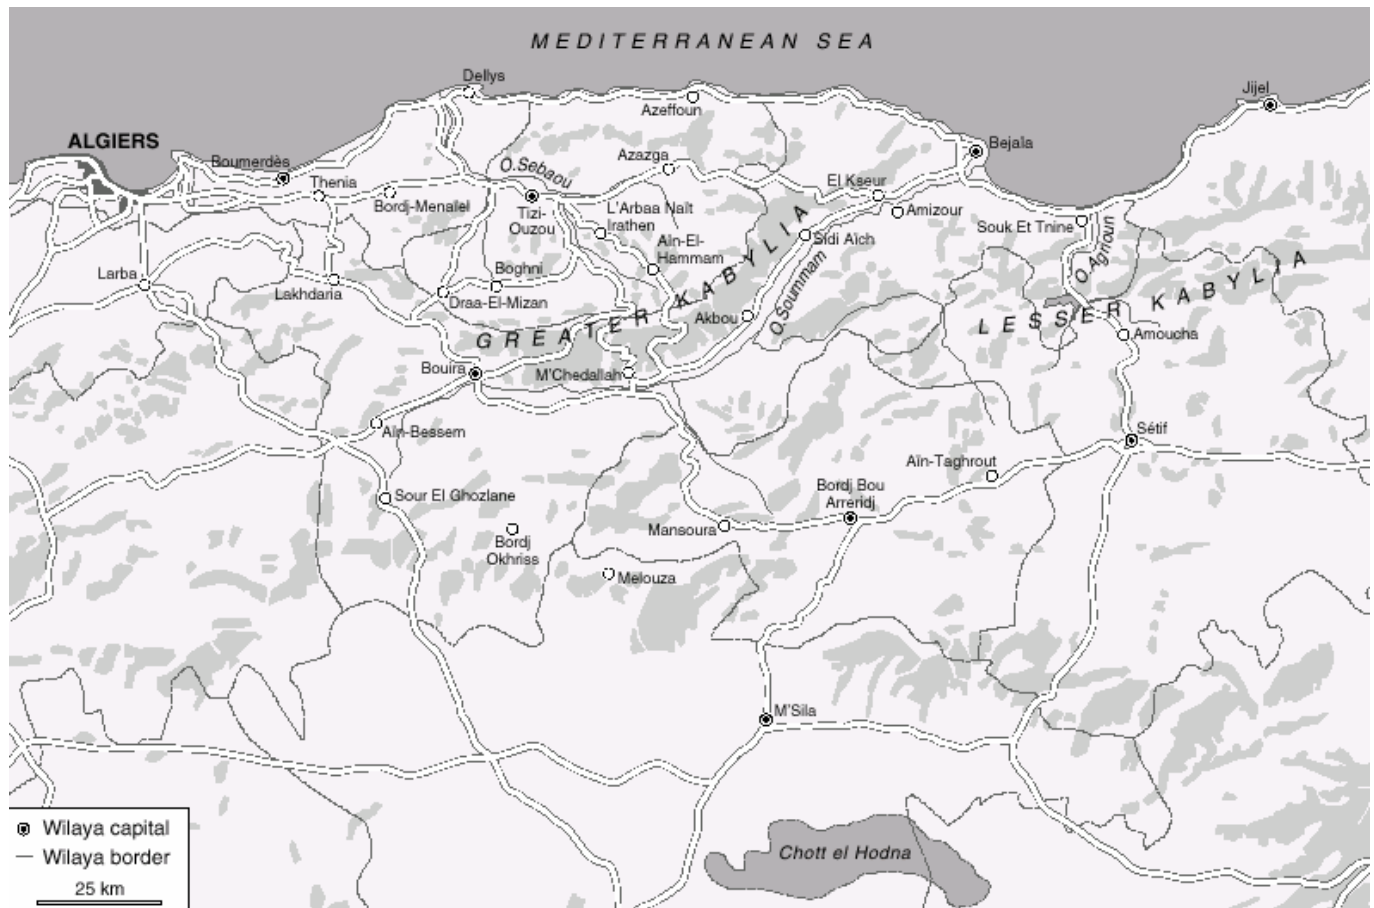 MEDITERRANEAN SEA
Dellys
Azeffoun
Jijel
ALGIERS
Bejaïa
Boumerdès
Azazga
O.Sebaou
Thenia
El Kseur
Bordj-Menaïel
Tizi-
Ouzou
L'Arbaa Naït
Irathen
Amizour
Souk Et Tnine
O.Agrioun
Sidi Aïch
Aïn-El-
Hammam
Larba
Lakhdaria
Boghni
Draa-El-Mizan
O.Soummam
Akbou
GREATER KABYLIA
LESSER KABYLIA
Amoucha
Bouira
M'Chedallah
Aïn-Bessem
Sétif
Aïn-Taghrout
Sour El Ghozlane
Bordj Bou
Arreridj
Mansoura
Bordj
Okhriss
Melouza
M'Sila
Wilaya capital
Wilaya border
25 km
Chott el Hodna